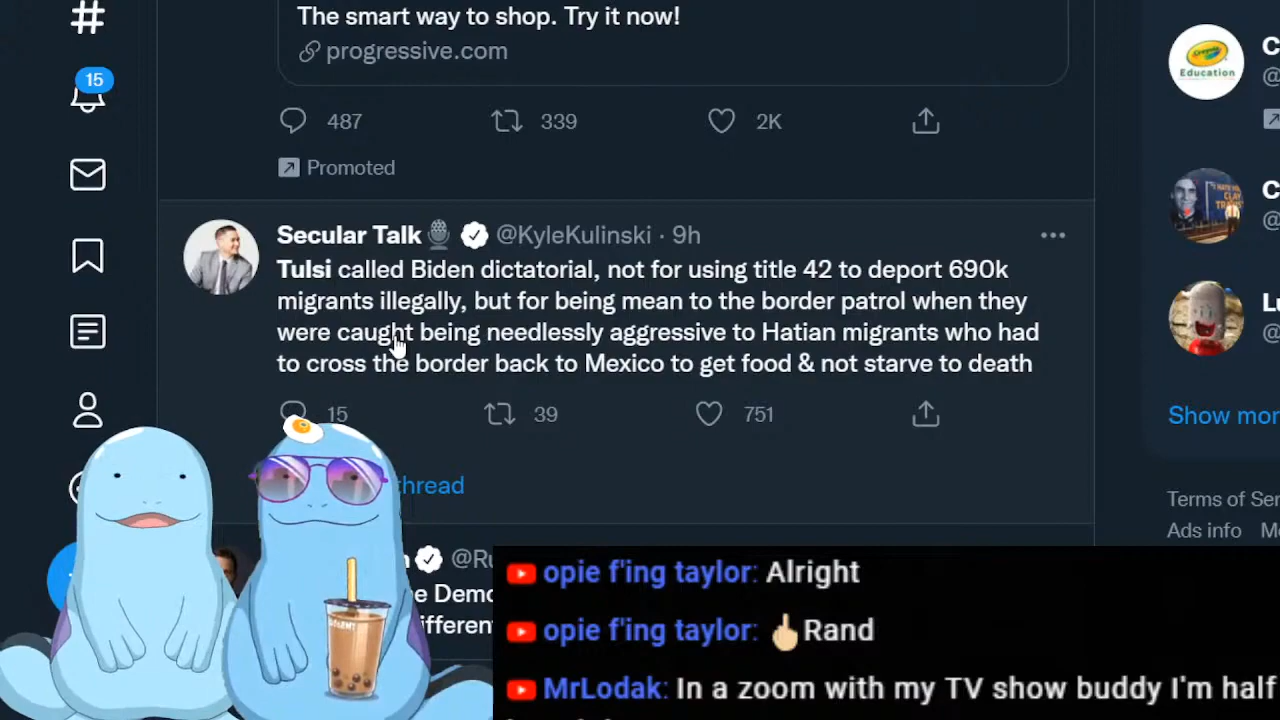 The smart way to shop. Try it now!
progressive.com
15
487 339 2K
Promoted
Crayola
Education
Secular Talk @KyleKulinski · 9h
Tulsi called Biden dictatorial, not for using title 42 to deport 690k
migrants illegally, but for being mean to the border patrol when they
were caught being needlessly aggressive to Hatian migrants who had
to cross the border back to Mexico to get food & not starve to death
15 39 751
Show mor
thread
Terms of Ser
Ads info
@Ru
e Demo
ifferen
opie f'ing taylor: Alright
opie f'ing taylor: 🖕🏼Rand
MrLodak: In a zoom with my TV show buddy I'm half